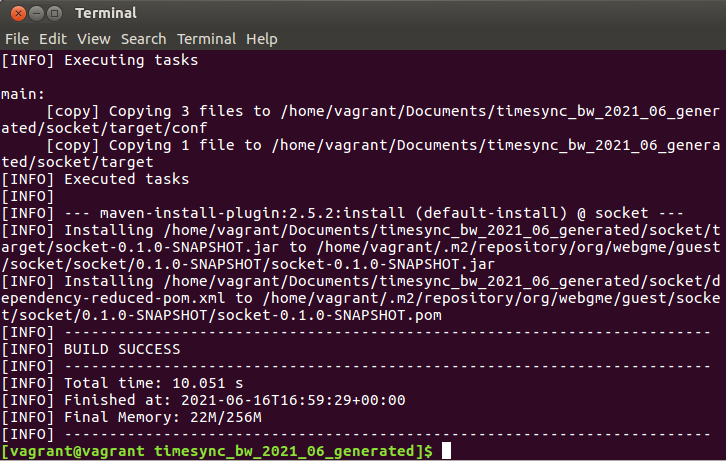 Terminal
File Edit View Search Terminal Help
[INFO] Executing tasks
main:
[copy] Copying 3 files to /home/vagrant/Documents/timesync_bw_2021_06_gener
ated/socket/target/conf
[copy] Copying 1 file to /home/vagrant/Documents/timesync_bw_2021_06_genera
ted/socket/target
[INFO] Executed tasks
[INFO]
[INFO] --- maven-install-plugin:2.5.2:install (default-install) @ socket ---
[INFO] Installing /home/vagrant/Documents/timesync_bw_2021_06_generated/socket/t
arget/socket-0.1.0-SNAPSHOT.jar to /home/vagrant/.m2/repository/org/webgme/guest
/socket/socket/0.1.0-SNAPSHOT/socket-0.1.0-SNAPSHOT.jar
[INFO] Installing /home/vagrant/Documents/timesync_bw_2021_06_generated/socket/d
ependency-reduced-pom.xml to /home/vagrant/.m2/repository/org/webgme/guest/socke
t/socket/0.1.0-SNAPSHOT/socket-0.1.0-SNAPSHOT.pom
[INFO] ------------------------------------------------------------------------
[INFO] BUILD SUCCESS
[INFO] ------------------------------------------------------------------------
[INFO] Total time: 10.051 s
[INFO] Finished at: 2021-06-16T16:59:29+00:00
[INFO] Final Memory: 22M/256M
[INFO] ------------------------------------------------------------------------
[vagrant@vagrant timesync_bw_2021_06_generated]$